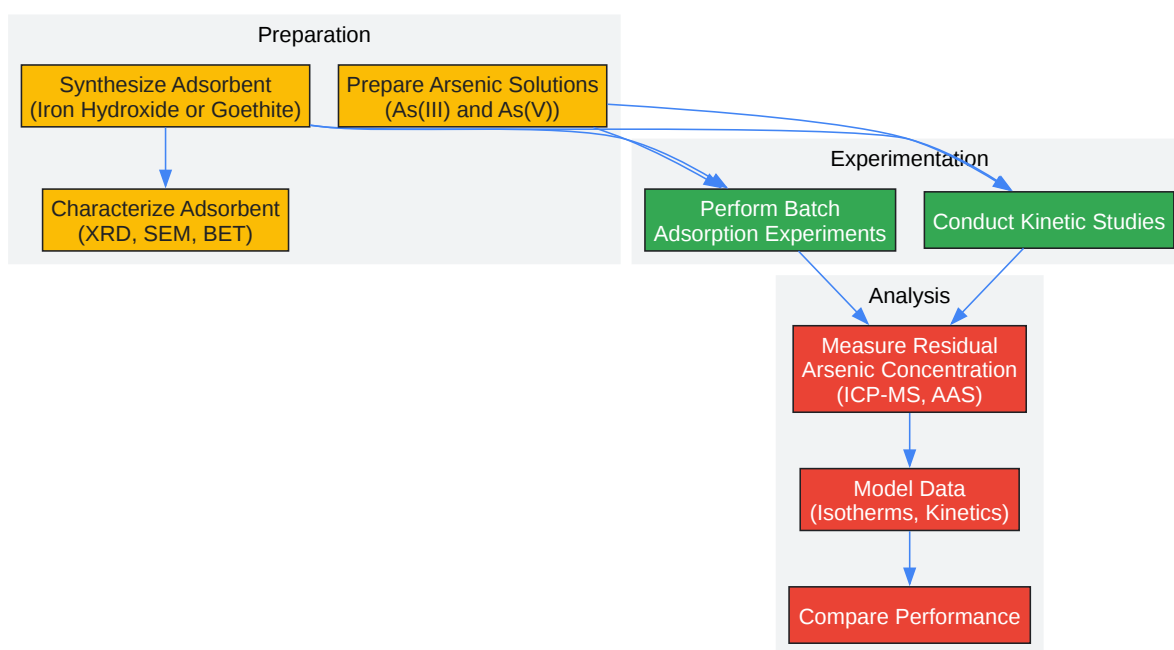 Preparation
Synthesize Adsorbent
(Iron Hydroxide or Goethite)
Prepare Arsenic Solutions
(As(III) and As(V))
Characterize Adsorbent
(XRD, SEM, BET)
Experimentation
Perform Batch
Adsorption Experiments
Conduct Kinetic Studies
Analysis
Measure Residual
Arsenic Concentration
(ICP-MS, AAS)
Model Data
(Isotherms, Kinetics)
Compare Performance